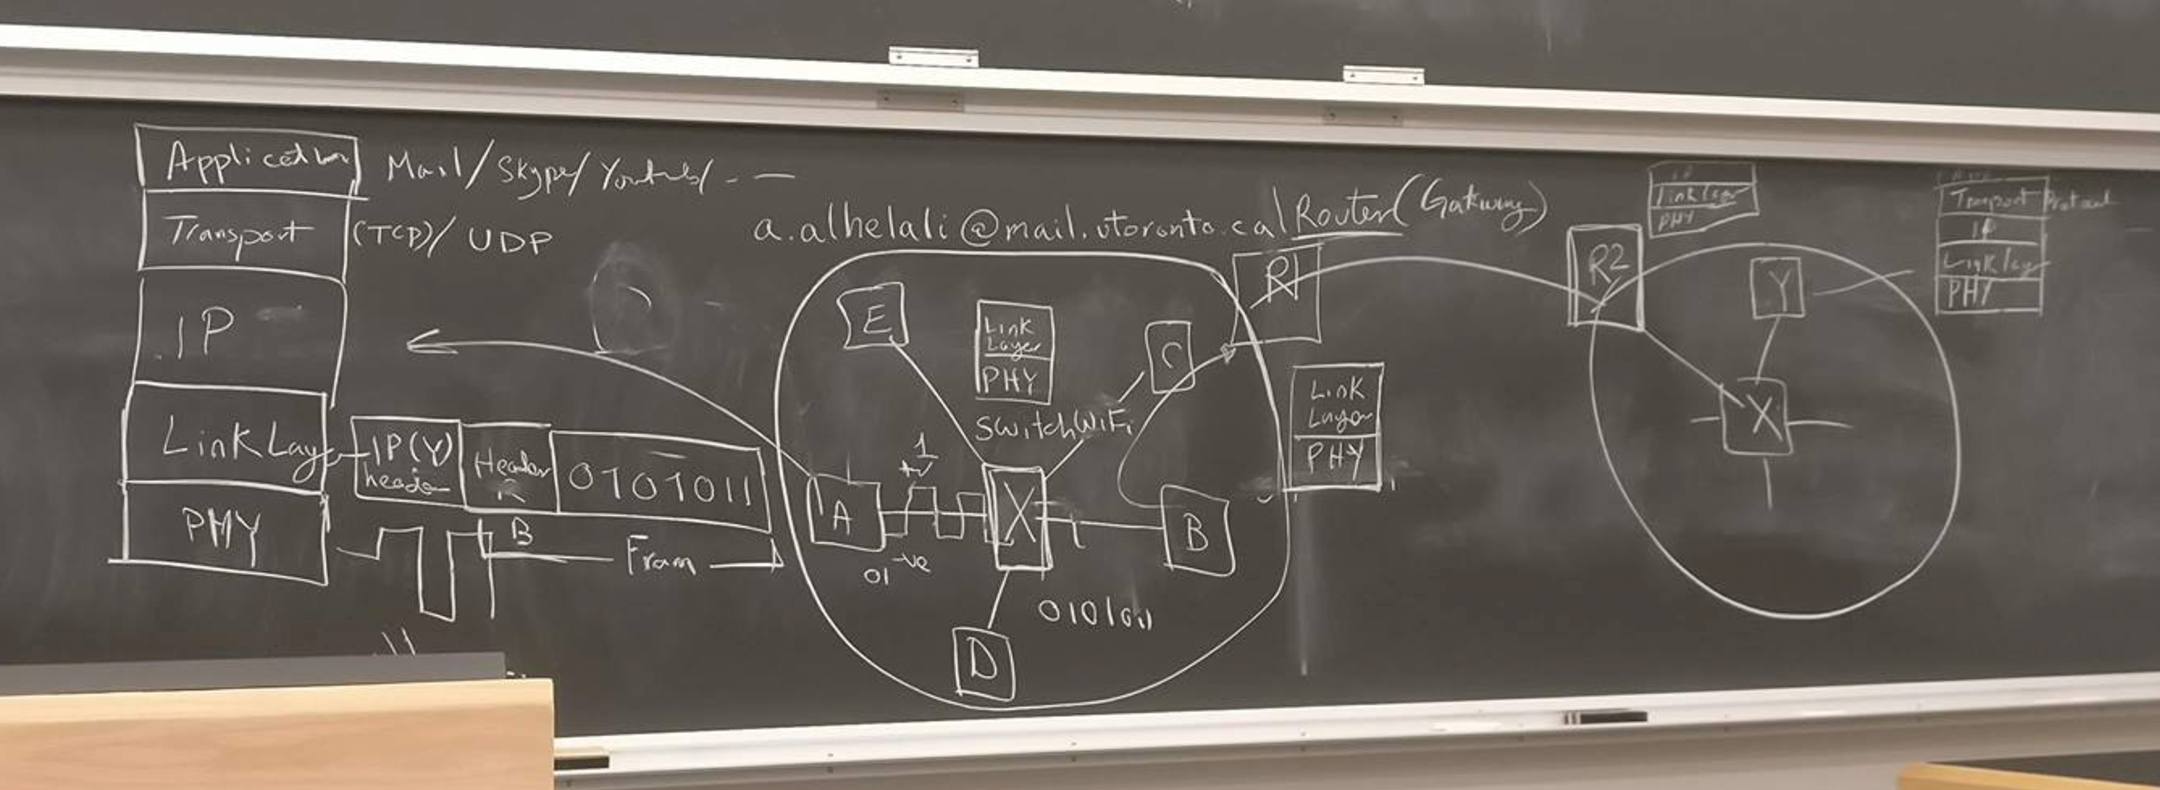 Application Mail/Skype/Youtube/- - —
Transport (TCP)/ UDP
IP
Link Layer
PHY
IP(Y) header
Header
B
0101011
Fram
a.alhelali@mail.utoronto.ca
Router (Gateway)
E
Link Layer
PHY
Switch WiFi
C
R1
1
+v
A
X
B
01
-ve
D
Link Layer
PHY
R2
IP
Link Layer
PHY
Y
X
Transport Protocol
IP
Link layer
PHY